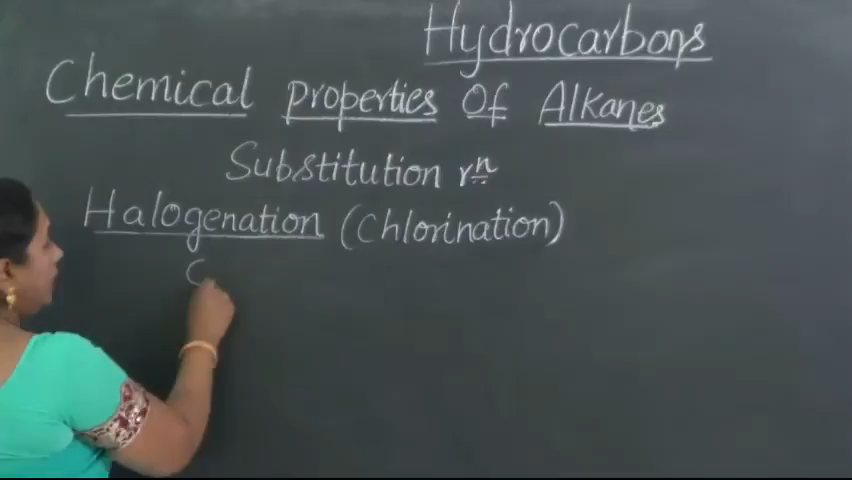 Hydrocarbons
Chemical properties Of Alkanes
Substitution rⁿ
Halogenation (Chlorination)
C